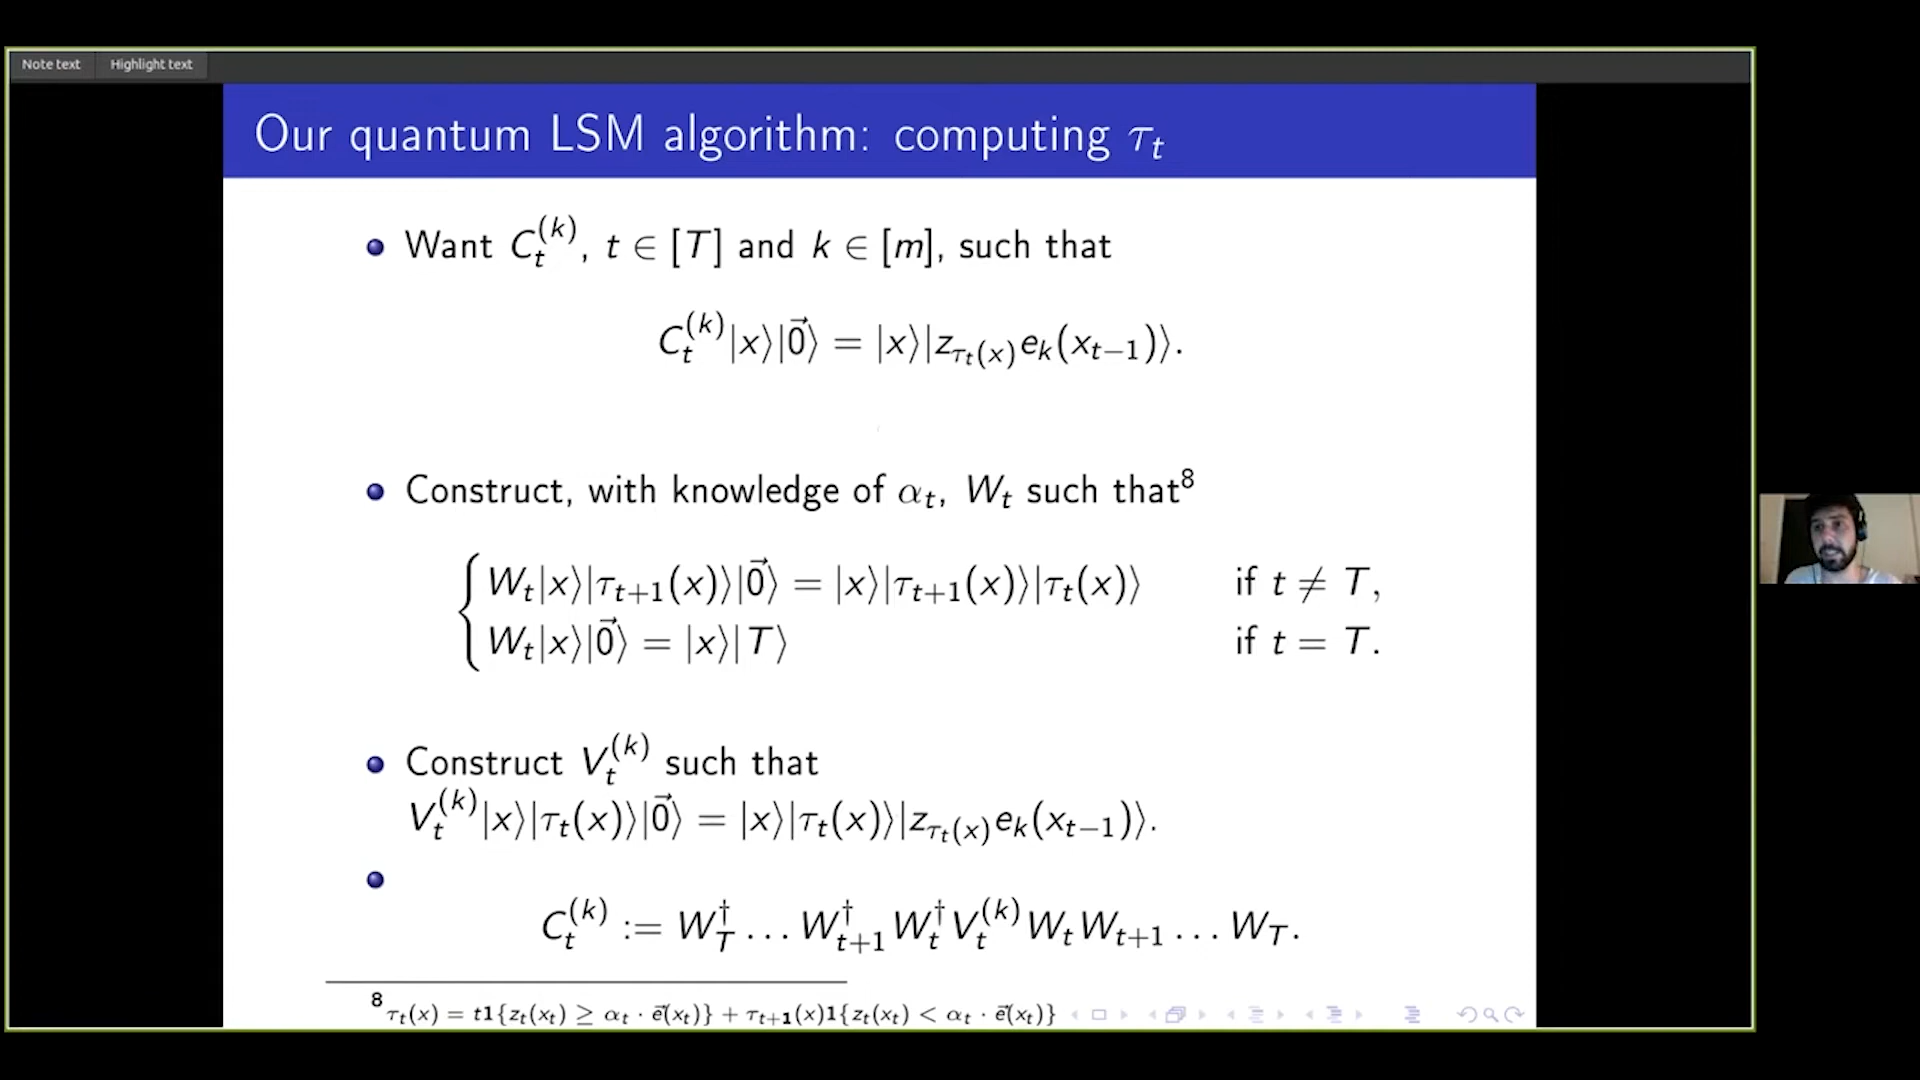 Note text Highlight text
Our quantum LSM algorithm: computing τ_t
Want C_t^{(k)}, t ∈ [T] and k ∈ [m], such that
C_t^{(k)}|x⟩|0⃗⟩ = |x⟩|z_{τ_t(x)}e_k(x_{t−1})⟩.
Construct, with knowledge of α_t, W_t such that⁸
W_t|x⟩|τ_{t+1}(x)⟩|0⃗⟩ = |x⟩|τ_{t+1}(x)⟩|τ_t(x)⟩ if t ≠ T,
W_t|x⟩|0⃗⟩ = |x⟩|T⟩ if t = T.
Construct V_t^{(k)} such that
V_t^{(k)}|x⟩|τ_t(x)⟩|0⃗⟩ = |x⟩|τ_t(x)⟩|z_{τ_t(x)}e_k(x_{t−1})⟩.
C_t^{(k)} := W_T^† … W_{t+1}^† W_t^† V_t^{(k)} W_t W_{t+1} … W_T.
⁸ τ_t(x) = t1{z_t(x_t) ≥ α_t · e⃗(x_t)} + τ_{t+1}(x)1{z_t(x_t) < α_t · e⃗(x_t)}